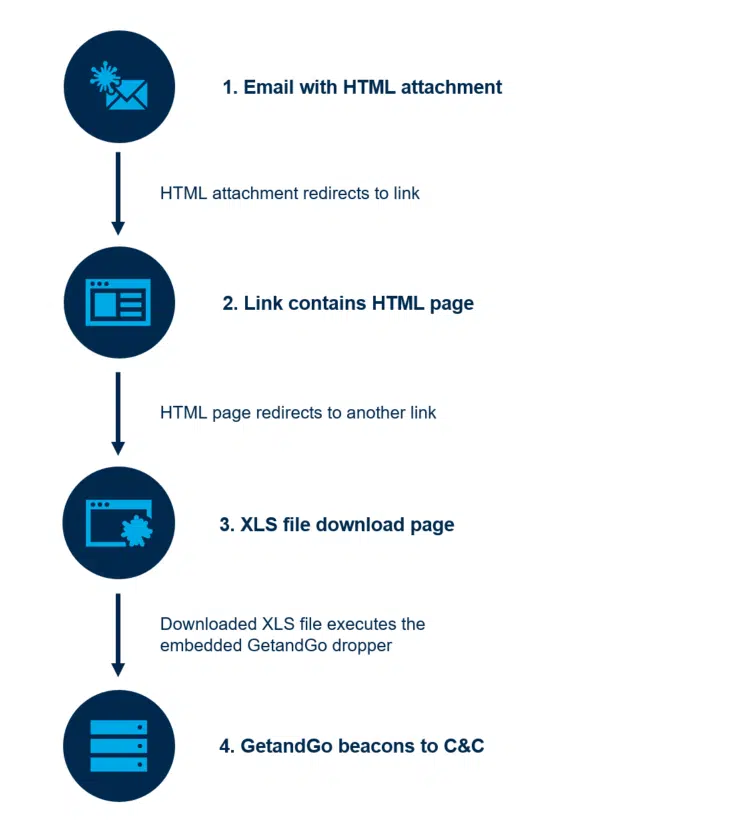 1. Email with HTML attachment
HTML attachment redirects to link
2. Link contains HTML page
HTML page redirects to another link
3. XLS file download page
Downloaded XLS file executes the
embedded GetandGo dropper
4. GetandGo beacons to C&C